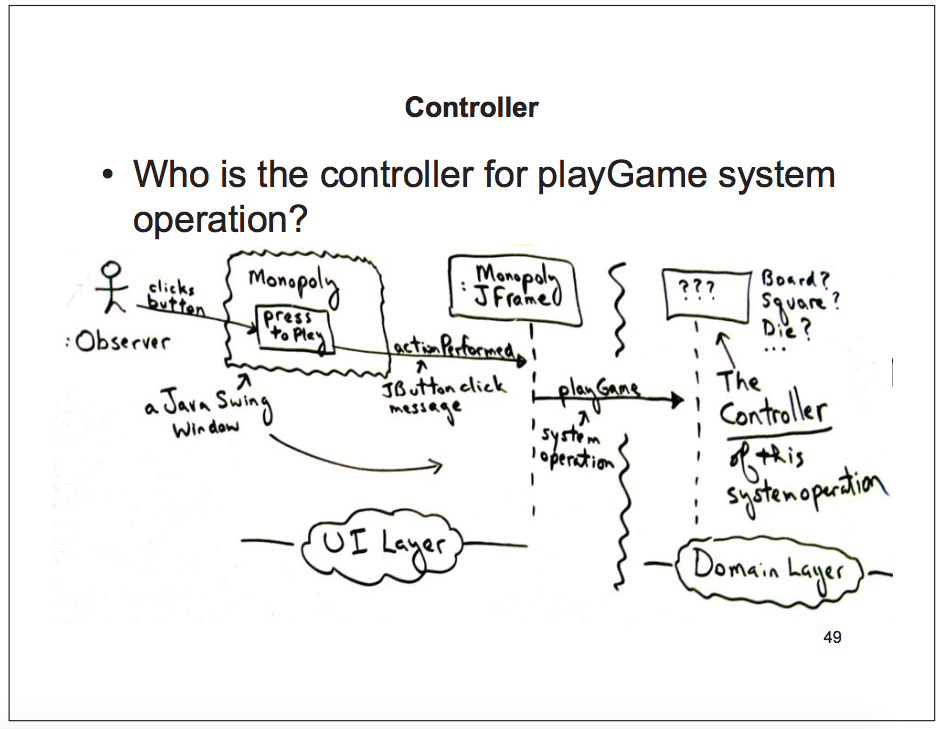 Controller
• Who is the controller for playGame system
operation?
clicks
button
: Observer
Monopoly
press
to Play
a Java Swing
Window
actionPerformed
JButton click
message
: Monopoly
JFrame
playGame
system
operation
???
Board?
Square?
Die?
...
The
Controller
of this
system operation
UI Layer
Domain Layer
49